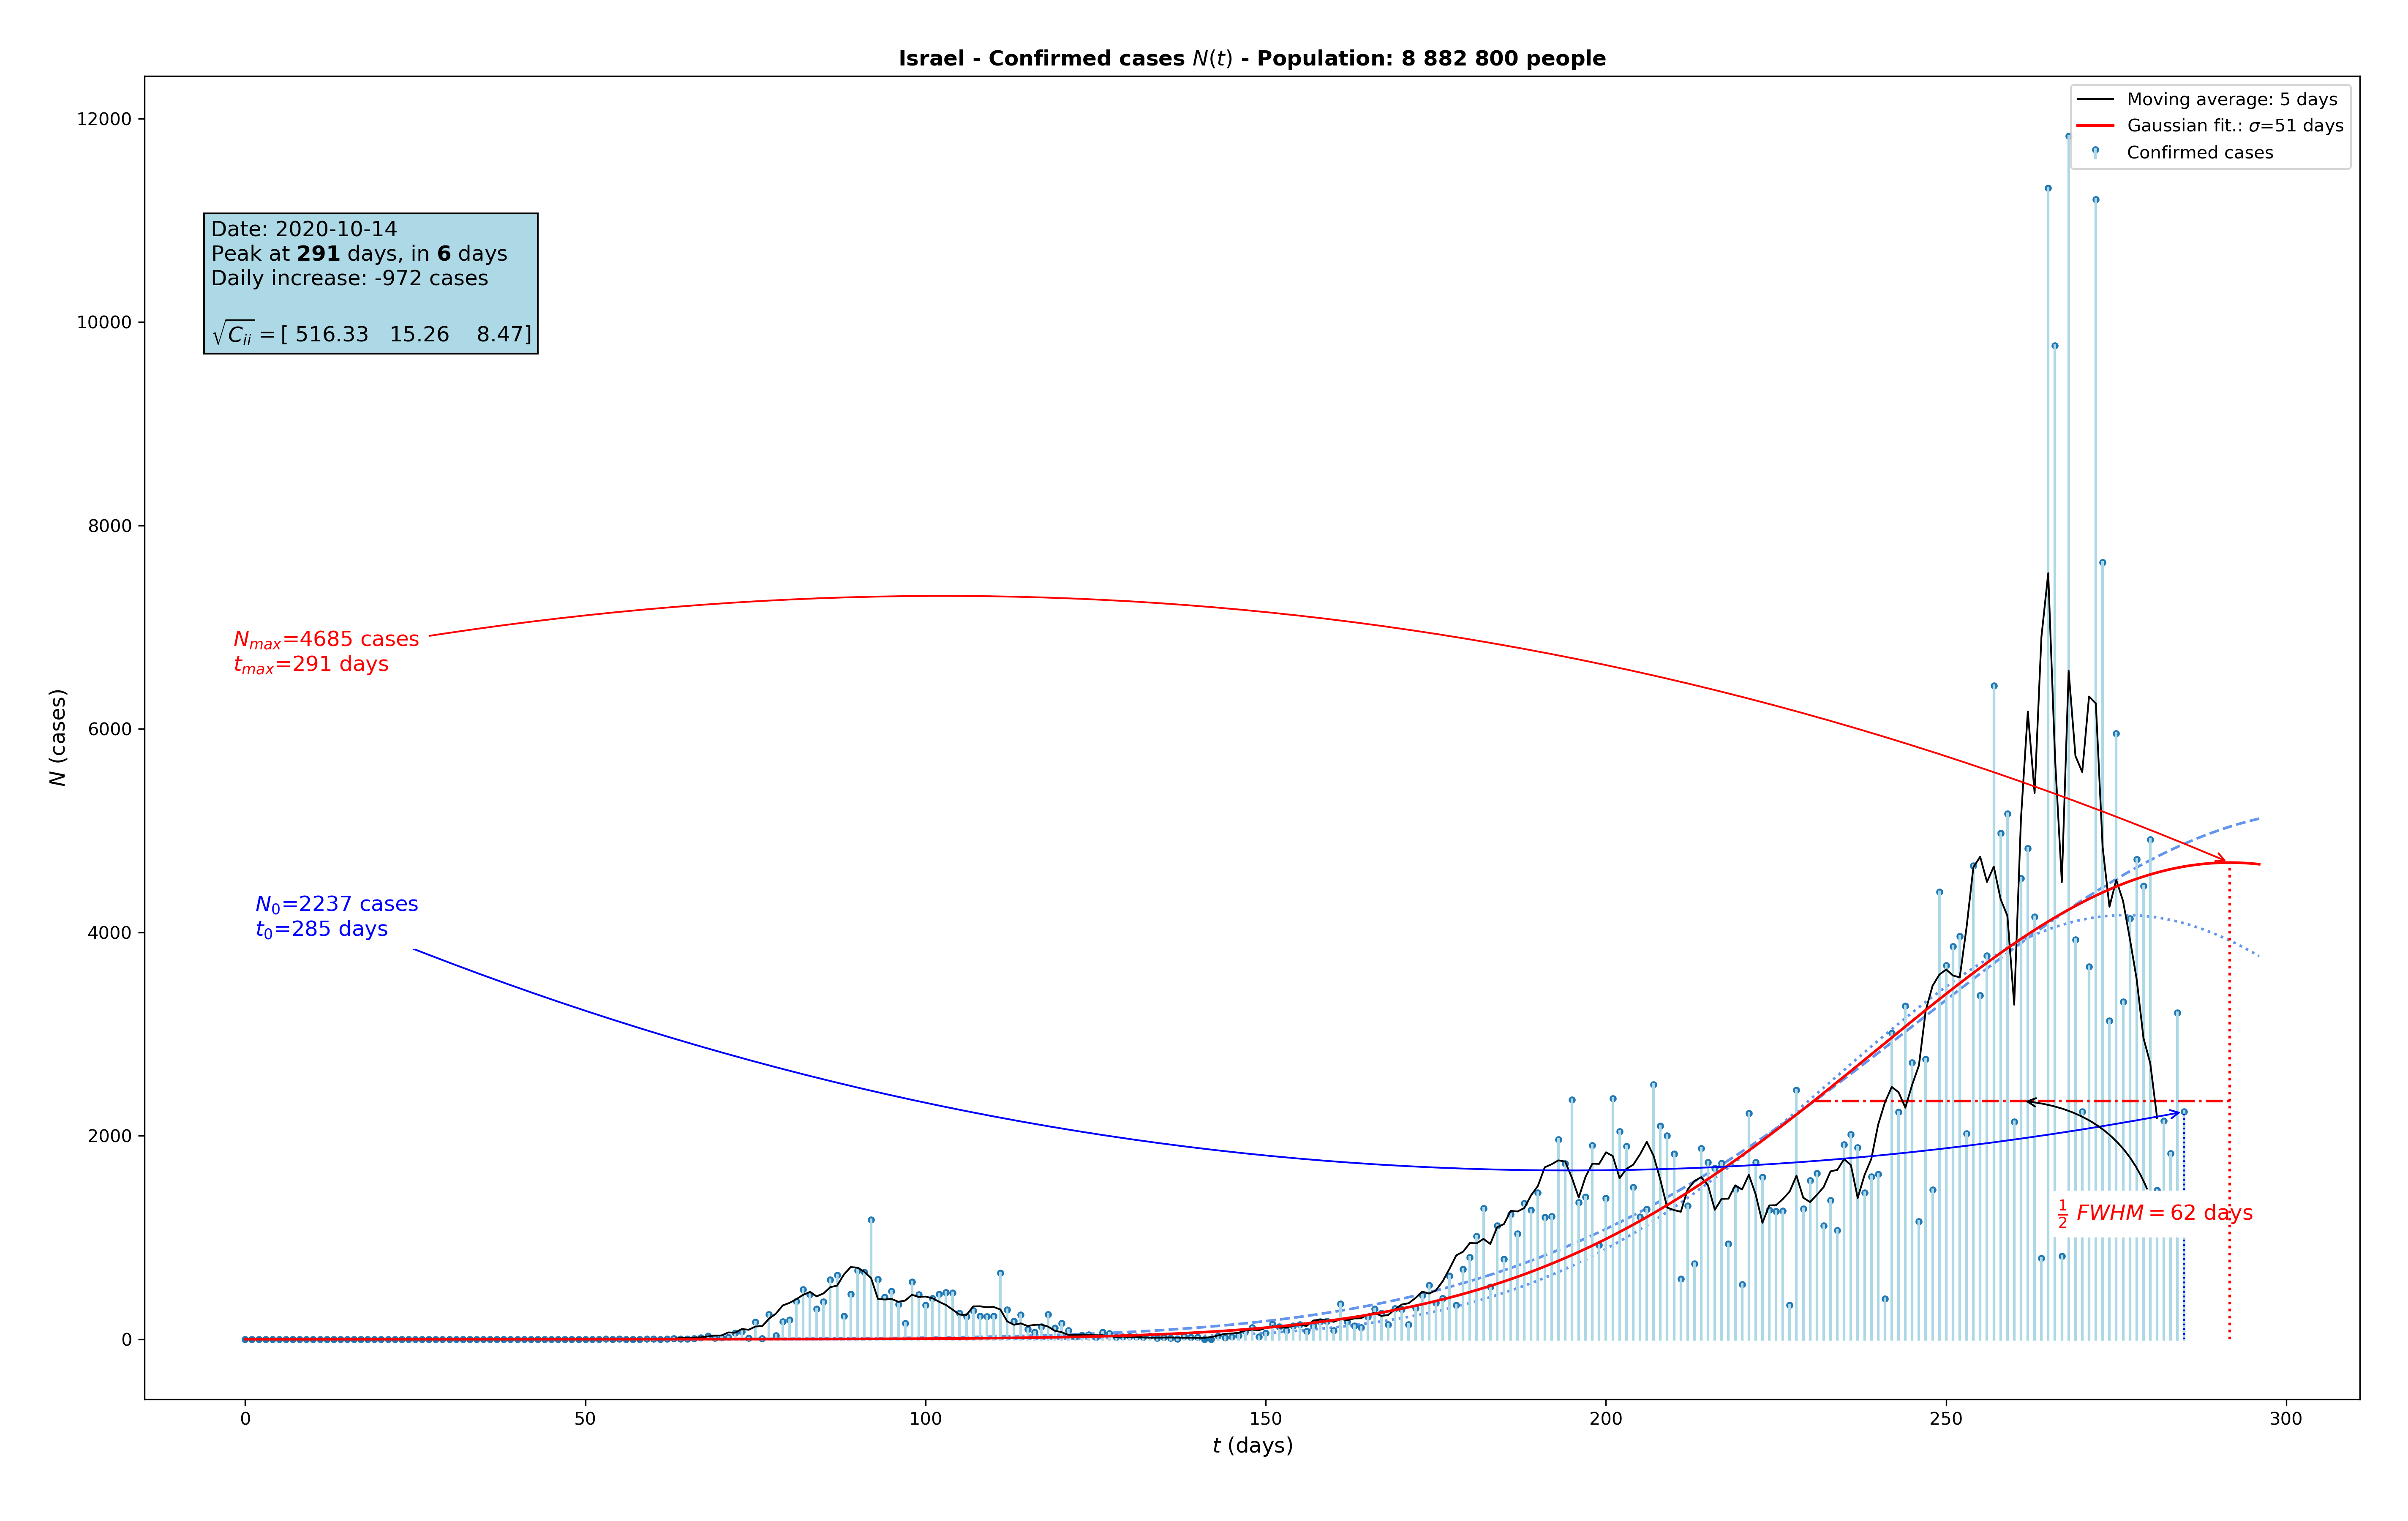 Israel - Confirmed cases N(t) - Population: 8 882 800 people
Moving average: 5 days
Gaussian fit.: σ=51 days
Confirmed cases
Date: 2020-10-14
Peak at 291 days, in 6 days
Daily increase: -972 cases
√C_ii = [ 516.33 15.26 8.47]
N_max=4685 cases
t_max=291 days
N_0=2237 cases
t_0=285 days
½ FWHM = 62 days
N (cases)
12000
10000
8000
6000
4000
2000
0
0 50 100 150 200 250 300
t (days)